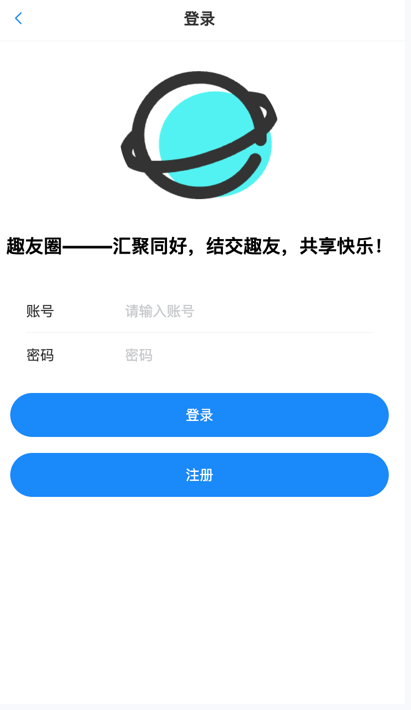 登录
趣友圈———汇聚同好，结交趣友，共享快乐！
账号 请输入账号
密码 密码
登录
注册